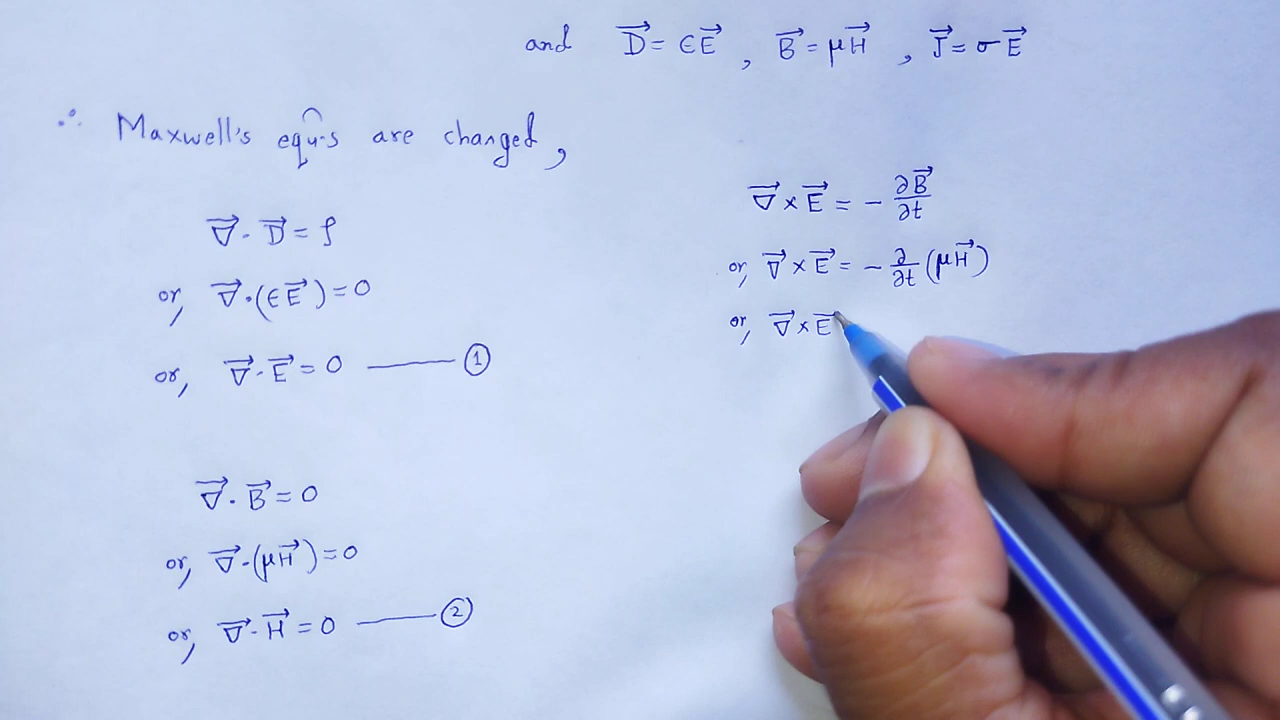 and D⃗ = ϵE⃗ , B⃗ = μH⃗ , J⃗ = σE⃗
∴ Maxwell's equn-s are changed,
∇⃗ · D⃗ = ρ
or, ∇⃗ · (ϵE⃗) = 0
or, ∇⃗ · E⃗ = 0 —— ①
∇⃗ · B⃗ = 0
or, ∇⃗ · (μH⃗) = 0
or, ∇⃗ · H⃗ = 0 —— ②
∇⃗ × E⃗ = − ∂B⃗/∂t
or, ∇⃗ × E⃗ = − ∂/∂t (μH⃗)
or, ∇⃗ × E⃗